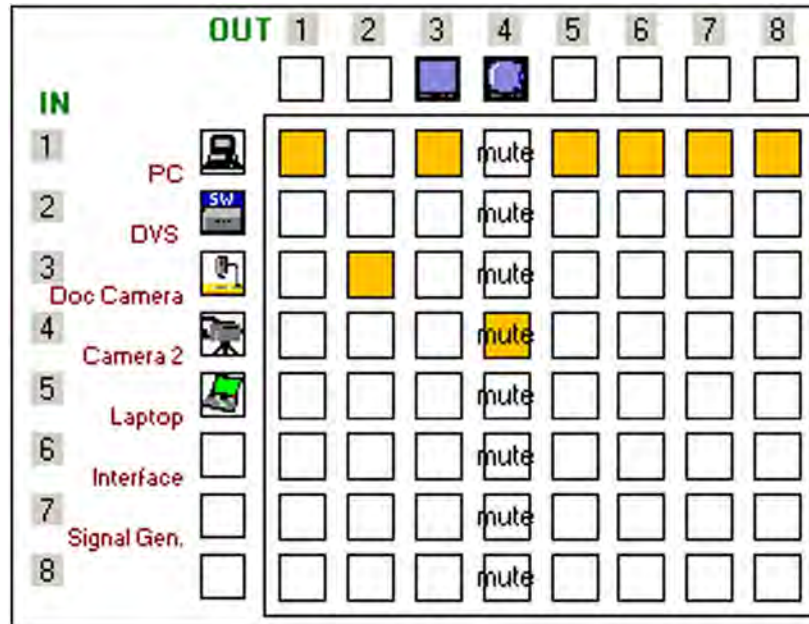 OUT 1 2 3 4 5 6 7 8
IN
1 PC mute
2 SW DVS mute
3 Doc Camera mute
4 Camera 2 mute
5 Laptop mute
6 Interface mute
7 Signal Gen. mute
8 mute